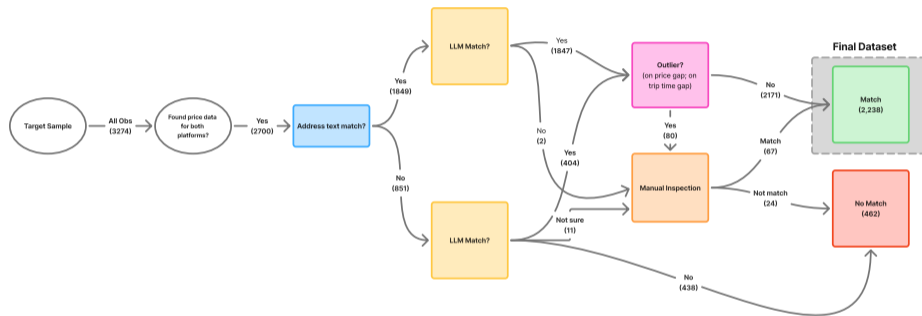 Final Dataset
Target Sample
All Obs
(3274)
Found price data
for both
platforms?
Yes
(2700)
Address text match?
Yes
(1849)
No
(851)
LLM Match?
LLM Match?
Yes
(1847)
No
(2)
Yes
(404)
Not sure
(11)
No
(438)
Outlier?
(on price gap; on
trip time gap)
Yes
(80)
Manual Inspection
No
(2171)
Match
(67)
Not match
(24)
Match
(2,238)
No Match
(462)